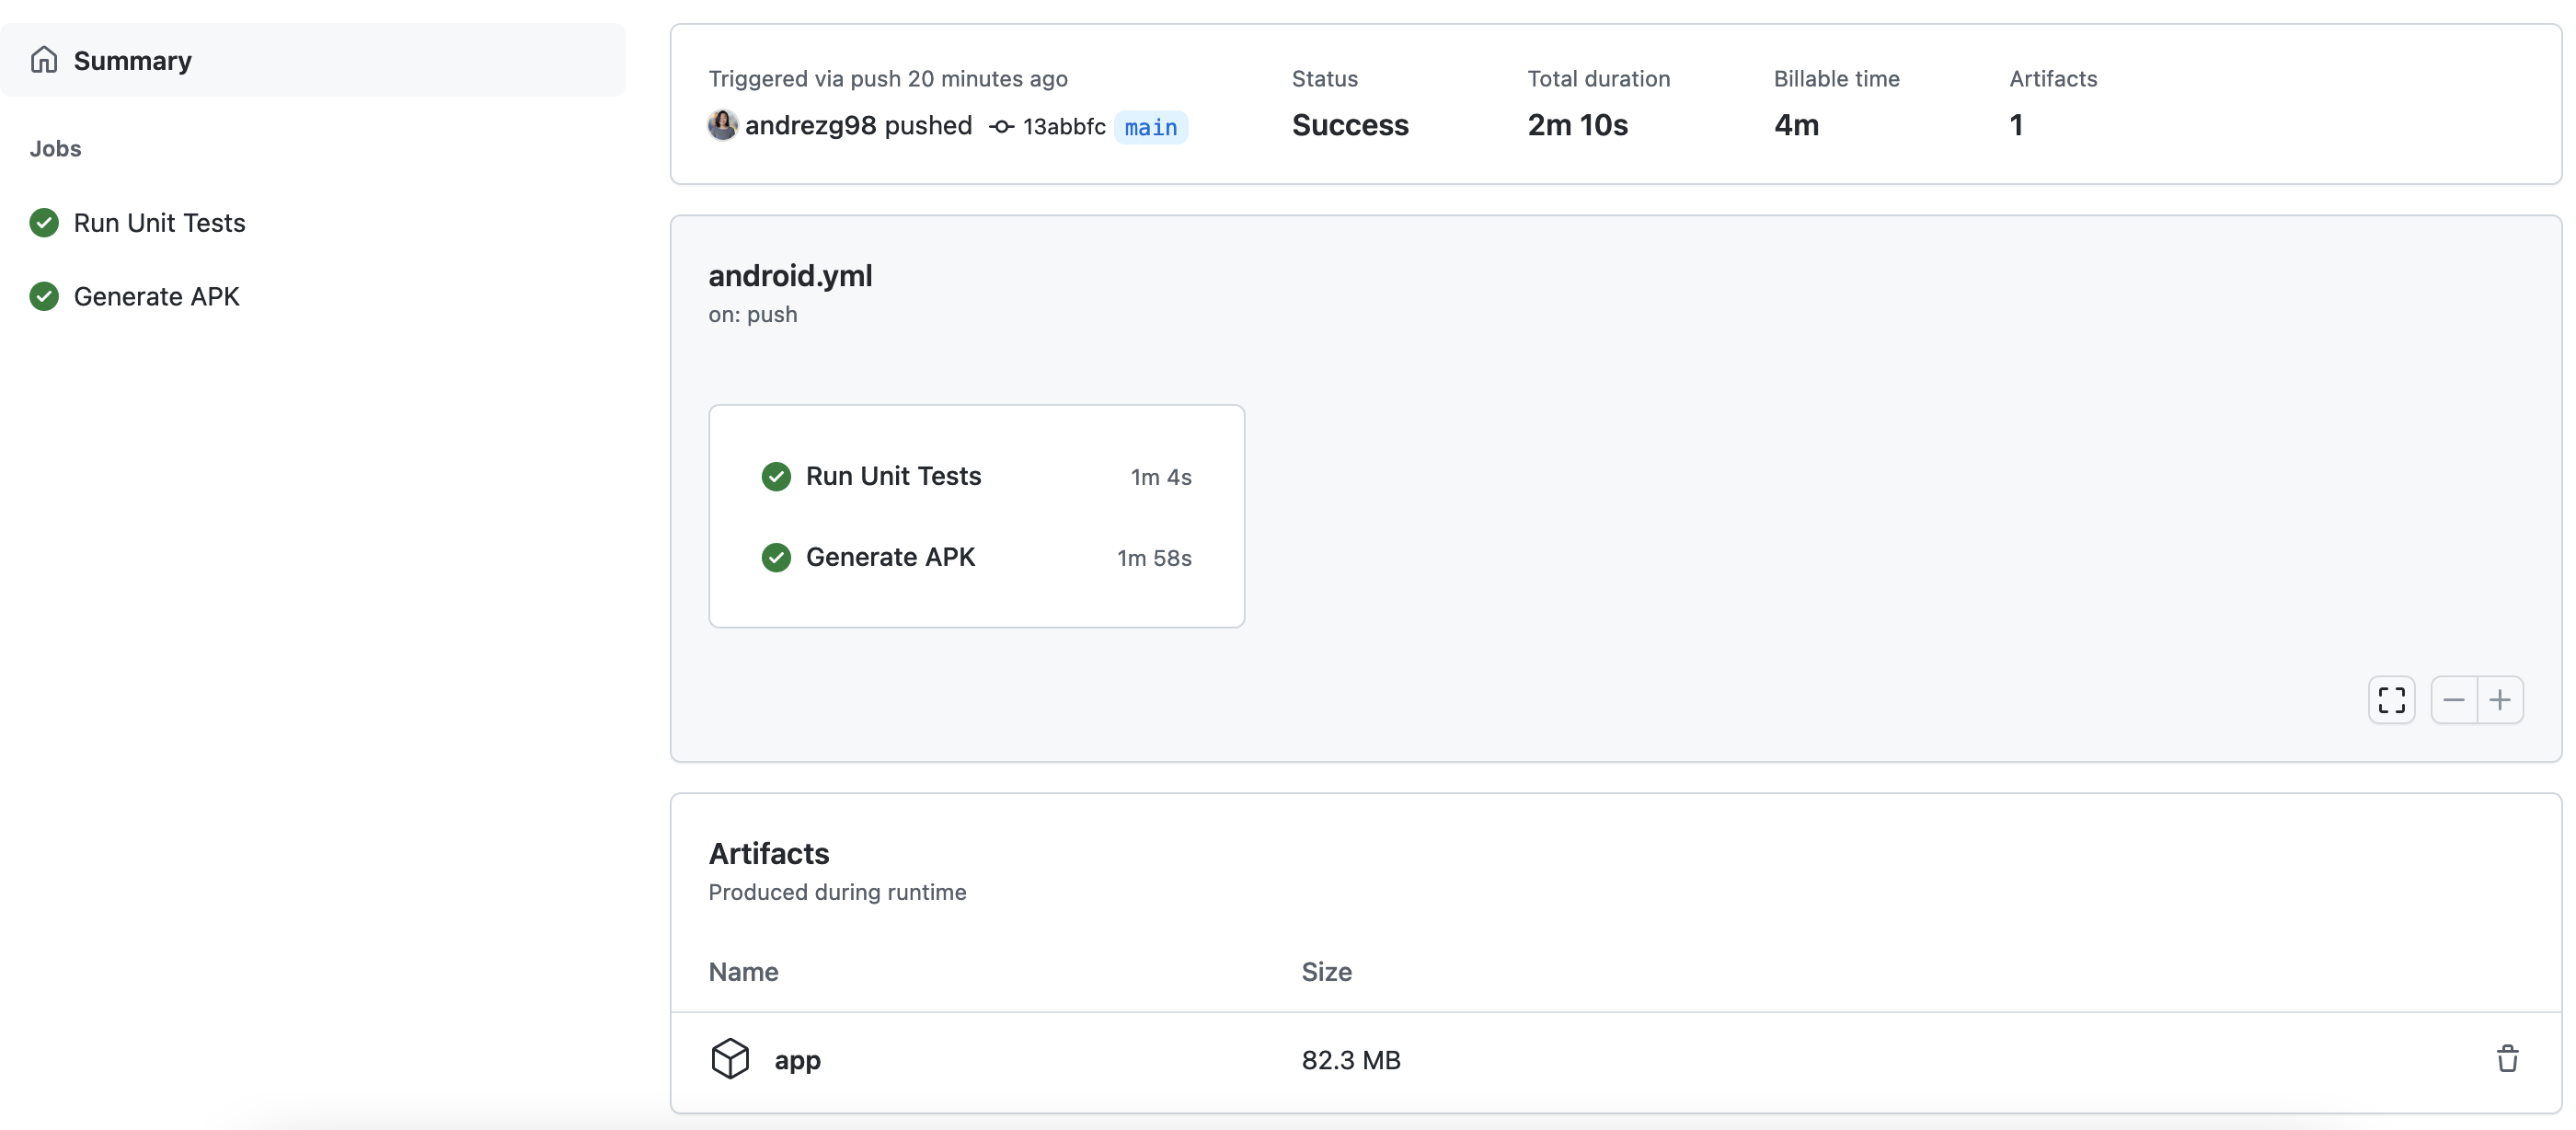 Summary
Jobs
Run Unit Tests
Generate APK
Triggered via push 20 minutes ago
andrezg98 pushed 13abbfc main
Status
Success
Total duration
2m 10s
Billable time
4m
Artifacts
1
android.yml
on: push
Run Unit Tests 1m 4s
Generate APK 1m 58s
Artifacts
Produced during runtime
Name Size
app 82.3 MB